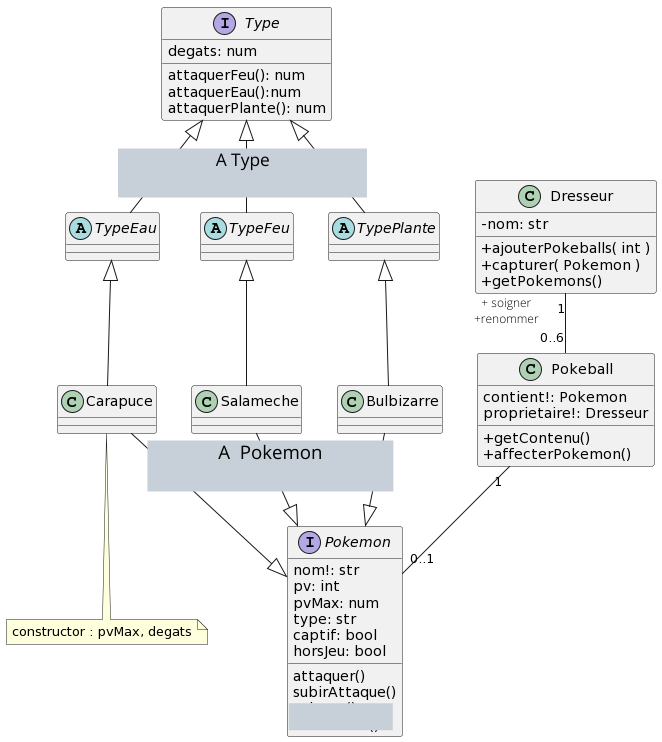 I Type
degats: num
attaquerFeu(): num
attaquerEau():num
attaquerPlante(): num
A Type
A TypeEau
A TypeFeu
A TypePlante
C Dresseur
-nom: str
+ajouterPokeballs( int )
+capturer( Pokemon )
+getPokemons()
+ soigner
+renommer
1
0..6
C Pokeball
contient!: Pokemon
proprietaire!: Dresseur
+getContenu()
+affecterPokemon()
C Carapuce
C Salameche
C Bulbizarre
A Pokemon
1
0..1
I Pokemon
nom!: str
pv: int
pvMax: num
type: str
captif: bool
horsJeu: bool
attaquer()
subirAttaque()
constructor : pvMax, degats